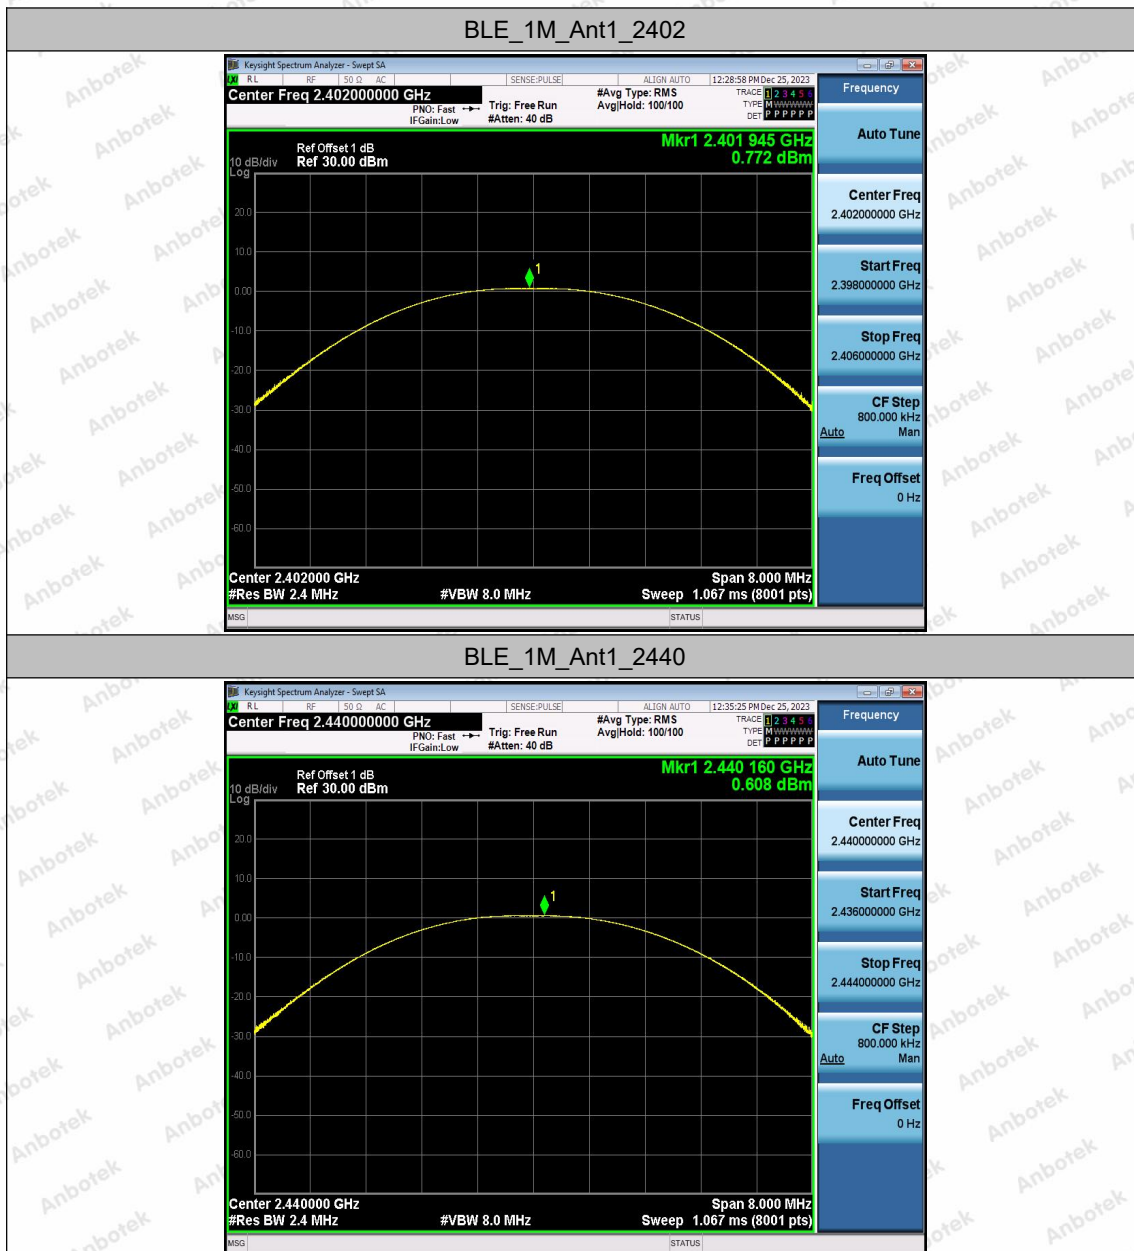 BLE_1M_Ant1_2402
Keysight Spectrum Analyzer - Swept SA
LXI RL RF 50 Ω AC SENSE:PULSE ALIGN AUTO 12:28:58 PM Dec 25, 2023
Center Freq 2.402000000 GHz
PNO: Fast Trig: Free Run #Avg Type: RMS TRACE 1 2 3 4 5 6
IFGain:Low #Atten: 40 dB Avg|Hold: 100/100 TYPE M WWWWW
DET P P P P P P
Frequency
Auto Tune
Mkr1 2.401 945 GHz
0.772 dBm
Ref Offset 1 dB
10 dB/div Ref 30.00 dBm
Log
Center Freq
2.402000000 GHz
20.0
10.0
1
0.00
-10.0
-20.0
-30.0
-40.0
-50.0
-60.0
Start Freq
2.398000000 GHz
Stop Freq
2.406000000 GHz
CF Step
800.000 kHz
Auto Man
Freq Offset
0 Hz
Center 2.402000 GHz Span 8.000 MHz
#Res BW 2.4 MHz #VBW 8.0 MHz Sweep 1.067 ms (8001 pts)
MSG STATUS
BLE_1M_Ant1_2440
Keysight Spectrum Analyzer - Swept SA
LXI RL RF 50 Ω AC SENSE:PULSE ALIGN AUTO 12:35:25 PM Dec 25, 2023
Center Freq 2.440000000 GHz
PNO: Fast Trig: Free Run #Avg Type: RMS TRACE 1 2 3 4 5 6
IFGain:Low #Atten: 40 dB Avg|Hold: 100/100 TYPE M WWWWW
DET P P P P P P
Frequency
Auto Tune
Mkr1 2.440 160 GHz
0.608 dBm
Ref Offset 1 dB
10 dB/div Ref 30.00 dBm
Log
Center Freq
2.440000000 GHz
20.0
10.0
1
0.00
-10.0
-20.0
-30.0
-40.0
-50.0
-60.0
Start Freq
2.436000000 GHz
Stop Freq
2.444000000 GHz
CF Step
800.000 kHz
Auto Man
Freq Offset
0 Hz
Center 2.440000 GHz Span 8.000 MHz
#Res BW 2.4 MHz #VBW 8.0 MHz Sweep 1.067 ms (8001 pts)
MSG STATUS
Anbotek